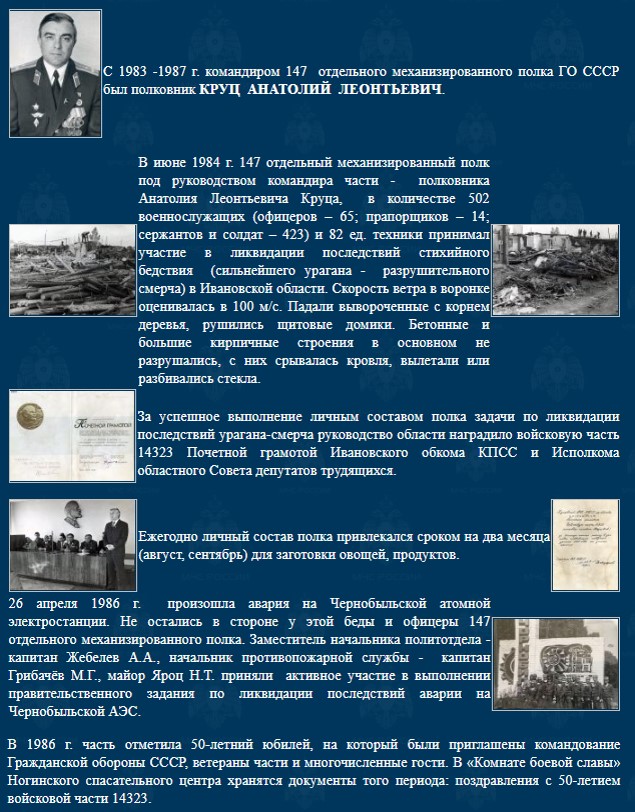 С 1983 -1987 г. командиром 147 отдельного механизированного полка ГО СССР
был полковник КРУЦ АНАТОЛИЙ ЛЕОНТЬЕВИЧ.
В июне 1984 г. 147 отдельный механизированный полк
под руководством командира части - полковника
Анатолия Леонтьевича Круца, в количестве 502
военнослужащих (офицеров – 65; прапорщиков – 14;
сержантов и солдат – 423) и 82 ед. техники принимал
участие в ликвидации последствий стихийного
бедствия (сильнейшего урагана - разрушительного
смерча) в Ивановской области. Скорость ветра в воронке
оценивалась в 100 м/с. Падали вывороченные с корнем
деревья, рушились щитовые домики. Бетонные и
большие кирпичные строения в основном не
разрушались, с них срывалась кровля, вылетали или
разбивались стекла.
Почетной грамотой
За успешное выполнение личным составом полка задачи по ликвидации
последствий урагана-смерча руководство области наградило войсковую часть
14323 Почетной грамотой Ивановского обкома КПСС и Исполкома
областного Совета депутатов трудящихся.
Ежегодно личный состав полка привлекался сроком на два месяца
(август, сентябрь) для заготовки овощей, продуктов.
26 апреля 1986 г. произошла авария на Чернобыльской атомной
электростанции. Не остались в стороне у этой беды и офицеры 147
отдельного механизированного полка. Заместитель начальника политотдела -
капитан Жебелев А.А., начальник противопожарной службы - капитан
Грибачёв М.Г., майор Яроц Н.Т. приняли активное участие в выполнении
правительственного задания по ликвидации последствий аварии на
Чернобыльской АЭС.
В 1986 г. часть отметила 50-летний юбилей, на который были приглашены командование
Гражданской обороны СССР, ветераны части и многочисленные гости. В «Комнате боевой славы»
Ногинского спасательного центра хранятся документы того периода: поздравления с 50-летием
войсковой части 14323.